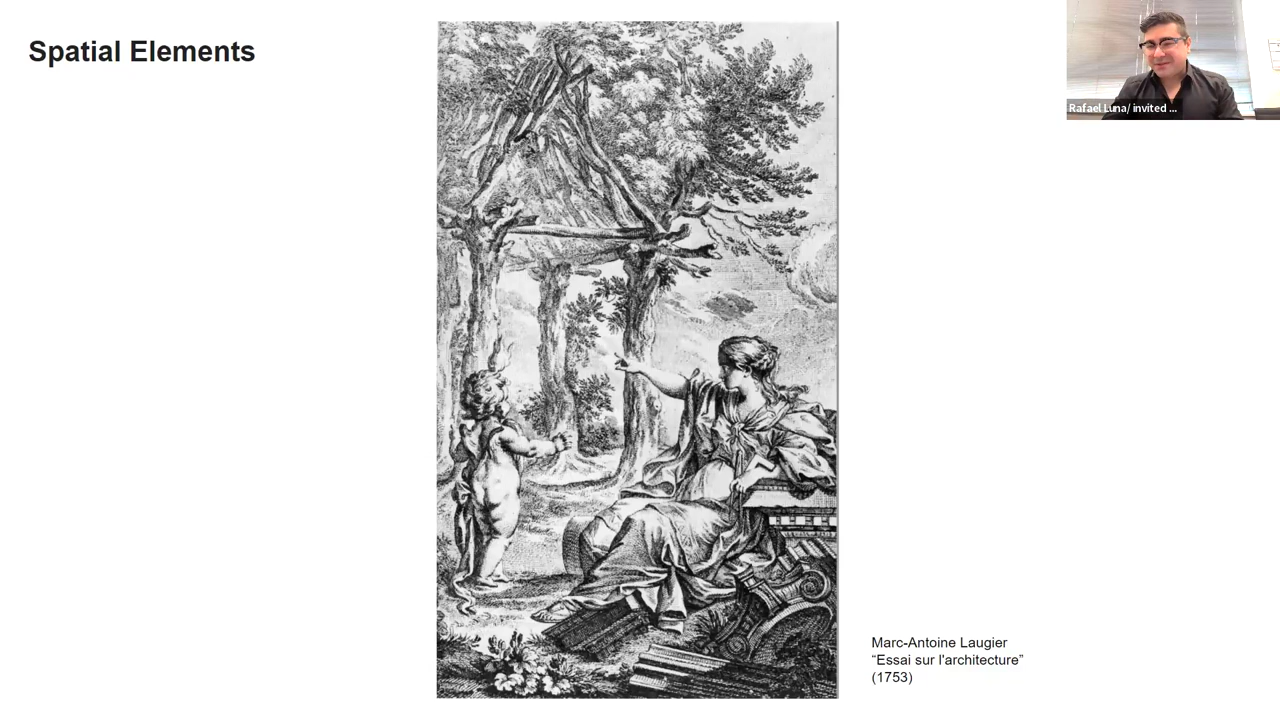 Spatial Elements
Rafael Luna/ invited ...
Marc-Antoine Laugier
“Essai sur l'architecture”
(1753)